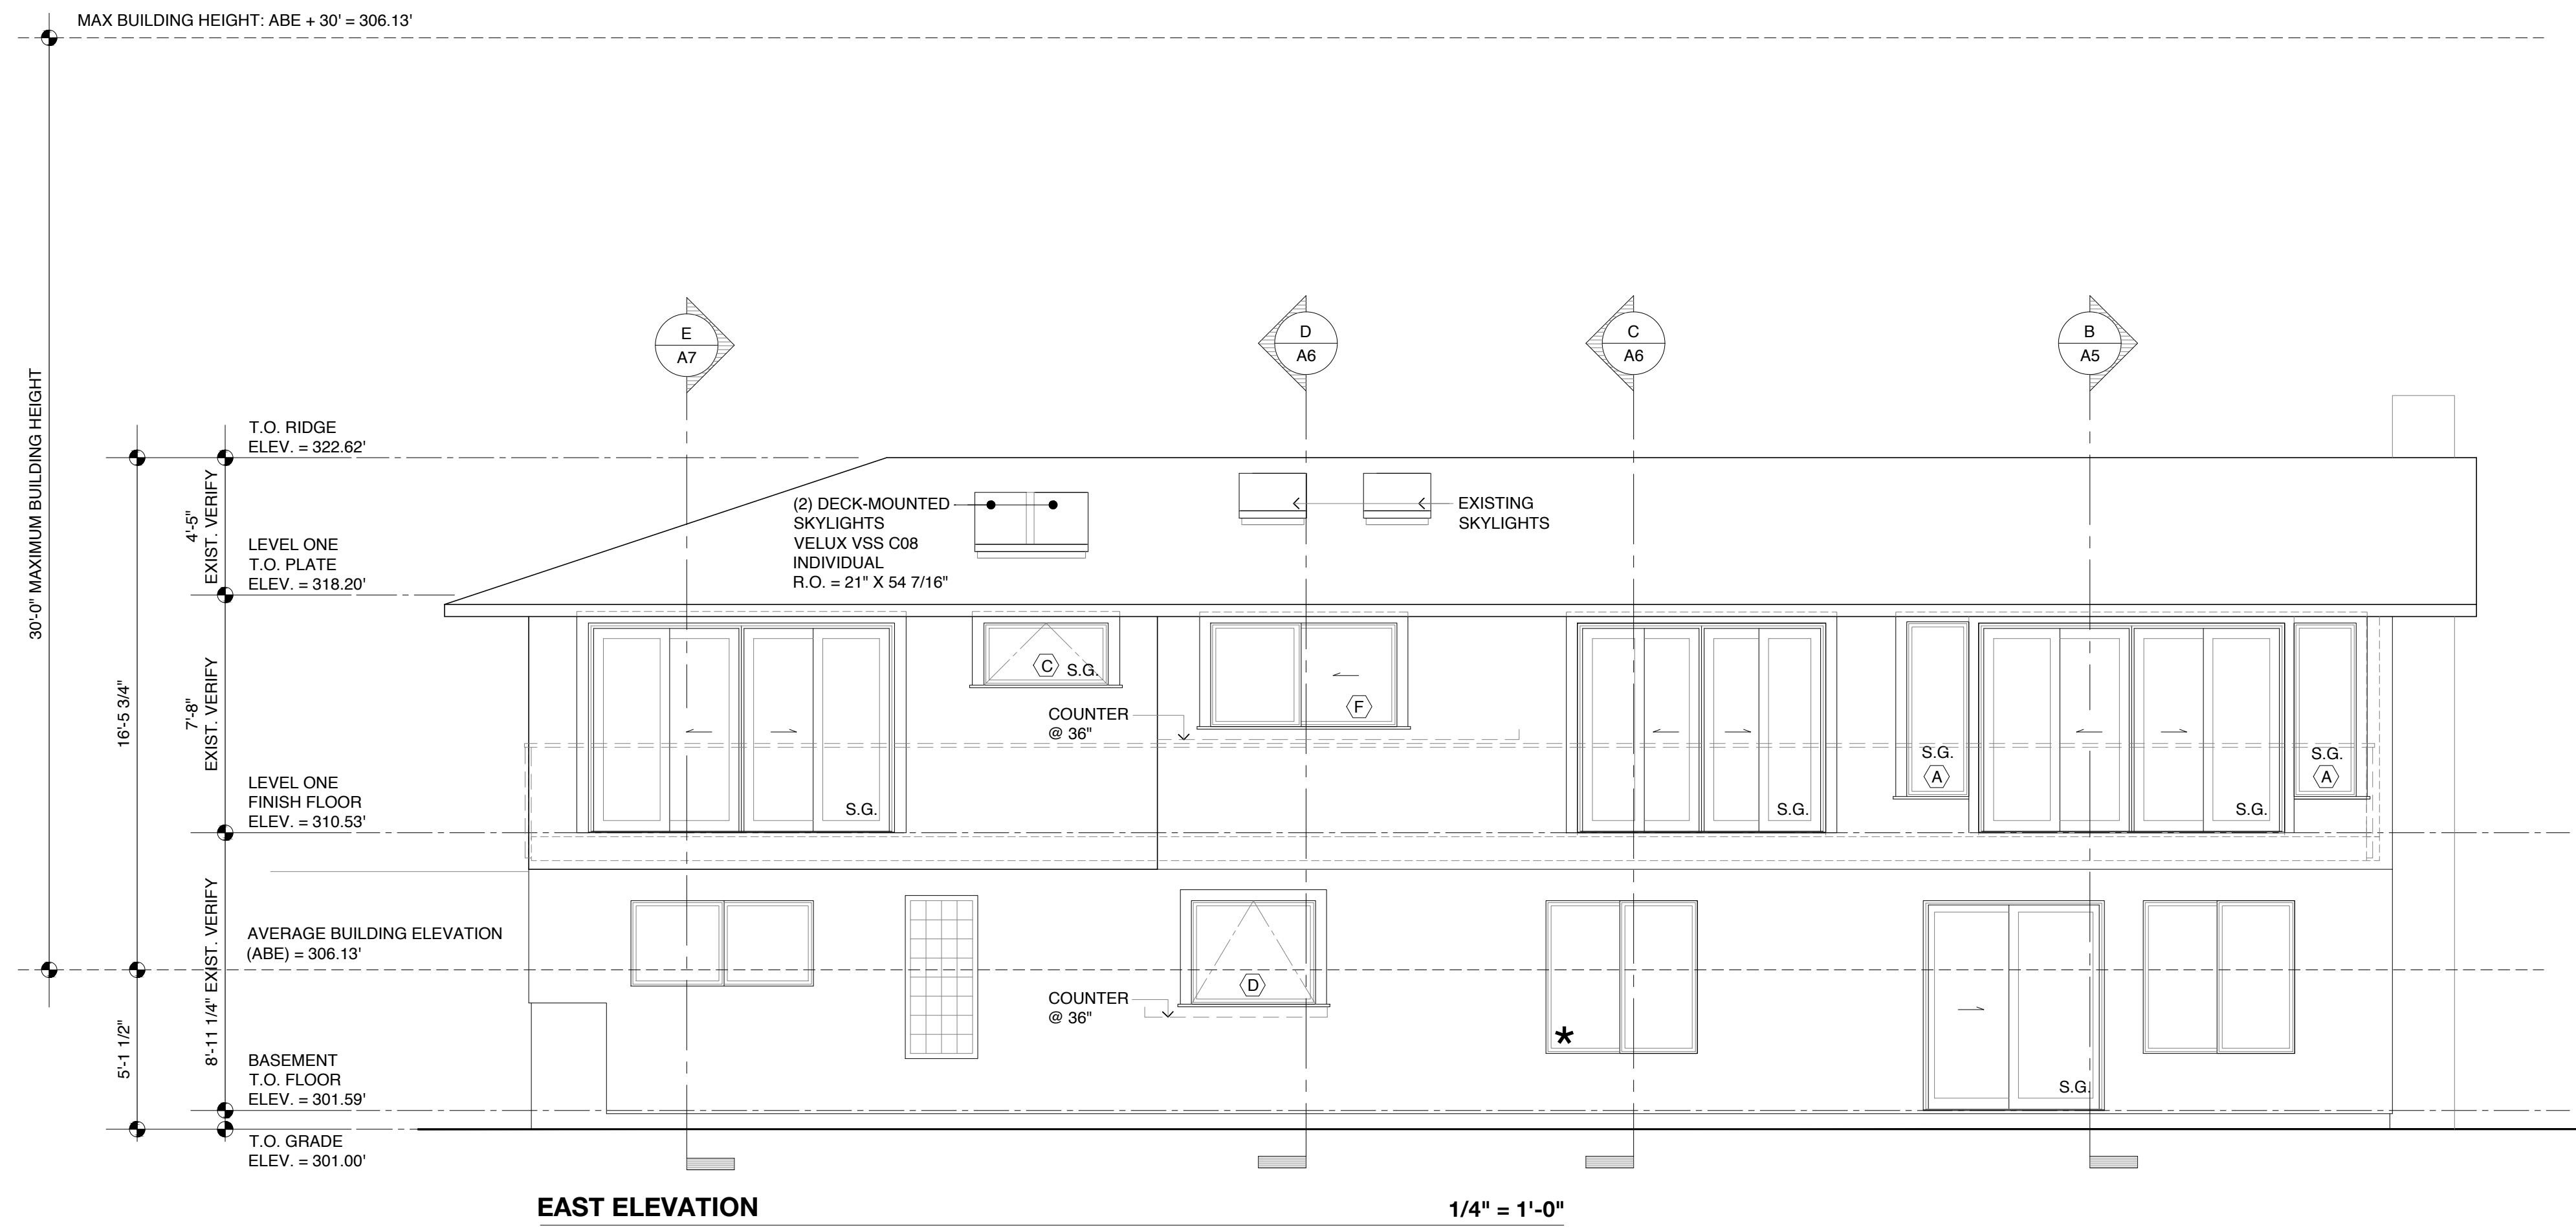 MAX BUILDING HEIGHT: ABE + 30' = 306.13'
30'-0" MAXIMUM BUILDING HEIGHT
E
A7
D
A6
C
A6
B
A5
T.O. RIDGE
ELEV. = 322.62'
4'-5"
EXIST. VERIFY
(2) DECK-MOUNTED
SKYLIGHTS
VELUX VSS C08
INDIVIDUAL
R.O. = 21" X 54 7/16"
EXISTING
SKYLIGHTS
LEVEL ONE
T.O. PLATE
ELEV. = 318.20'
16'-5 3/4"
7'-8"
EXIST. VERIFY
C
S.G.
F
COUNTER
@ 36"
S.G.
A
S.G.
A
S.G.
S.G.
S.G.
LEVEL ONE
FINISH FLOOR
ELEV. = 310.53'
8'-11 1/4" EXIST. VERIFY
AVERAGE BUILDING ELEVATION
(ABE) = 306.13'
D
COUNTER
@ 36"
*
5'-1 1/2"
BASEMENT
T.O. FLOOR
ELEV. = 301.59'
S.G.
T.O. GRADE
ELEV. = 301.00'
EAST ELEVATION
1/4" = 1'-0"